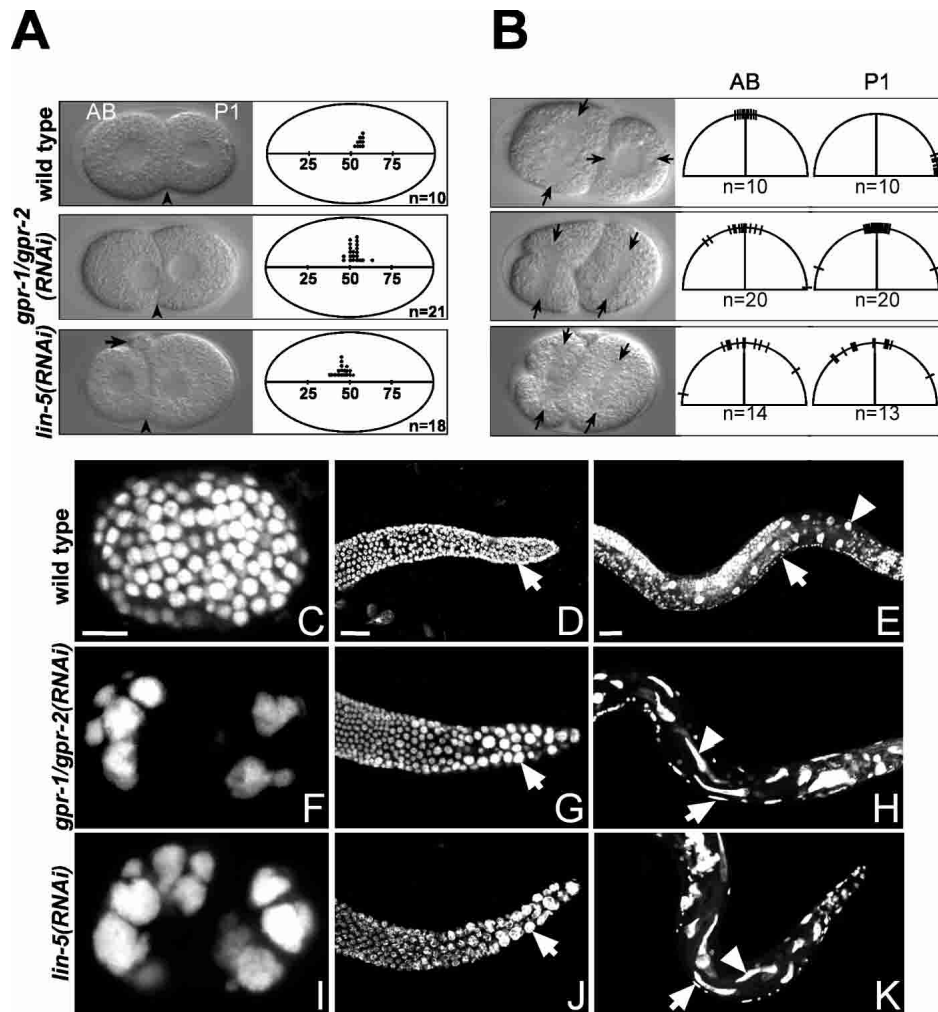 A
B
AB P1
wild type
AB P1
25 50 75
n=10
n=10 n=10
gpr-1/gpr-2
(RNAi)
25 50 75
n=21
n=20 n=20
lin-5(RNAi)
25 50 75
n=18
n=14 n=13
wild type
C D E
gpr-1/gpr-2(RNAi)
F G H
lin-5(RNAi)
I J K